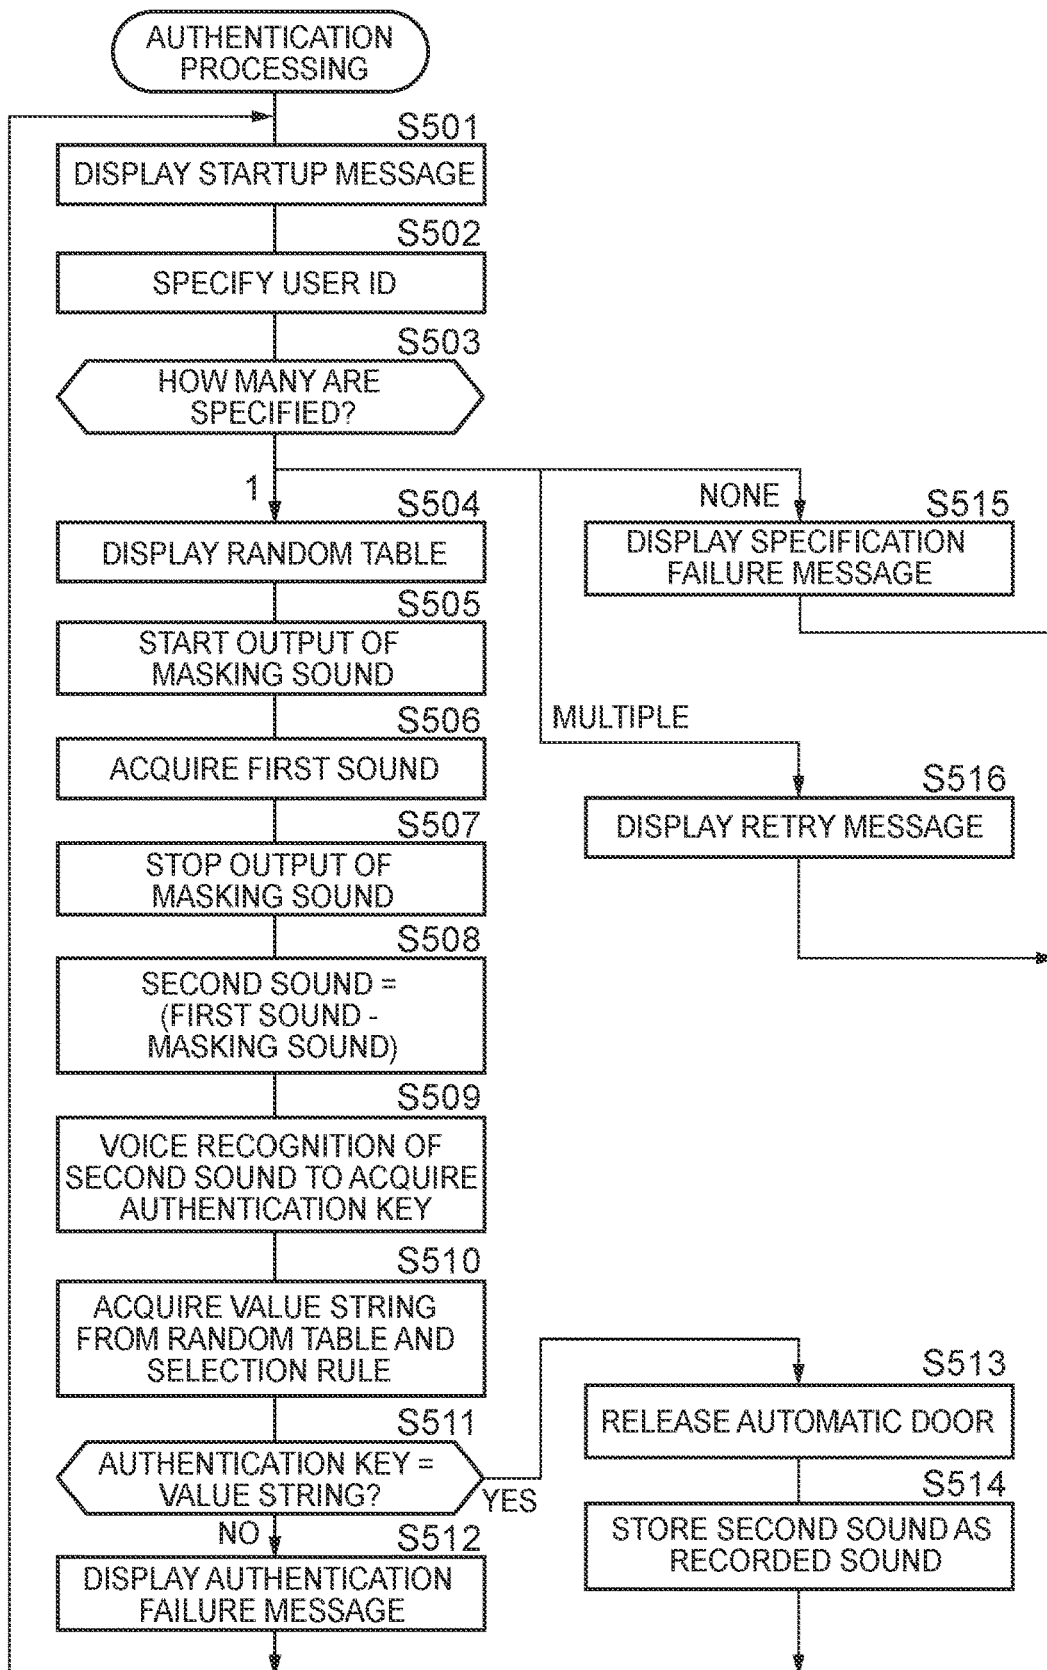 AUTHENTICATION
PROCESSING
S501
DISPLAY STARTUP MESSAGE
S502
SPECIFY USER ID
S503
HOW MANY ARE
SPECIFIED?
1
S504
DISPLAY RANDOM TABLE
NONE
S515
DISPLAY SPECIFICATION
FAILURE MESSAGE
S505
START OUTPUT OF
MASKING SOUND
MULTIPLE
S506
ACQUIRE FIRST SOUND
S516
DISPLAY RETRY MESSAGE
S507
STOP OUTPUT OF
MASKING SOUND
S508
SECOND SOUND =
(FIRST SOUND -
MASKING SOUND)
S509
VOICE RECOGNITION OF
SECOND SOUND TO ACQUIRE
AUTHENTICATION KEY
S510
ACQUIRE VALUE STRING
FROM RANDOM TABLE AND
SELECTION RULE
S511
AUTHENTICATION KEY =
VALUE STRING?
YES
NO
S512
DISPLAY AUTHENTICATION
FAILURE MESSAGE
S513
RELEASE AUTOMATIC DOOR
S514
STORE SECOND SOUND AS
RECORDED SOUND